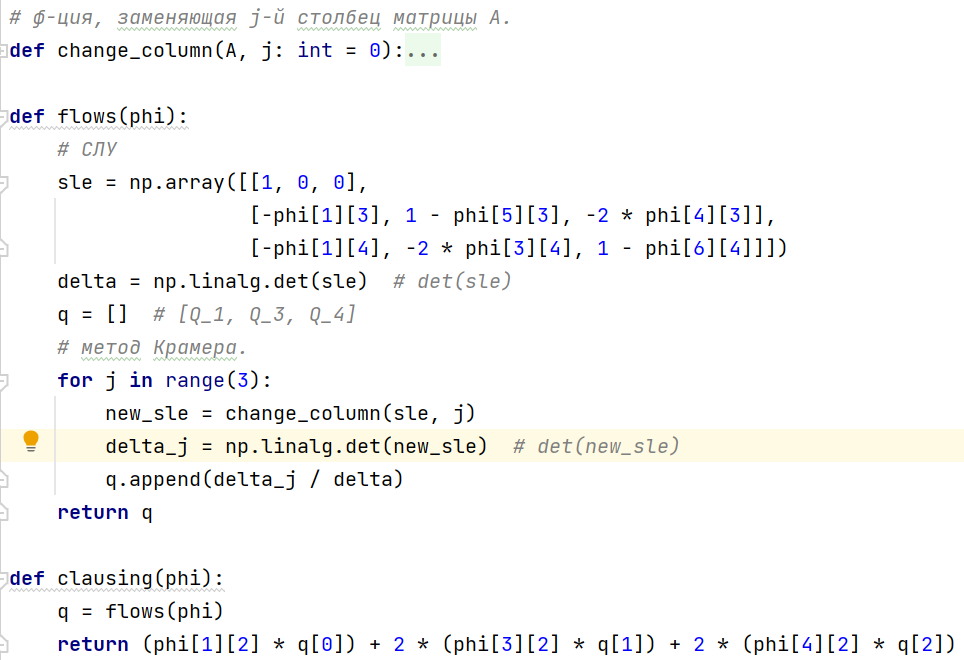 # ф-ция, заменяющая j-й столбец матрицы A.
def change_column(A, j: int = 0):...
def flows(phi):
# СЛУ
sle = np.array([[1, 0, 0],
[-phi[1][3], 1 - phi[5][3], -2 * phi[4][3]],
[-phi[1][4], -2 * phi[3][4], 1 - phi[6][4]]])
delta = np.linalg.det(sle)  # det(sle)
q = []  # [Q_1, Q_3, Q_4]
# метод Крамера.
for j in range(3):
new_sle = change_column(sle, j)
delta_j = np.linalg.det(new_sle)  # det(new_sle)
q.append(delta_j / delta)
return q
def clausing(phi):
q = flows(phi)
return (phi[1][2] * q[0]) + 2 * (phi[3][2] * q[1]) + 2 * (phi[4][2] * q[2])